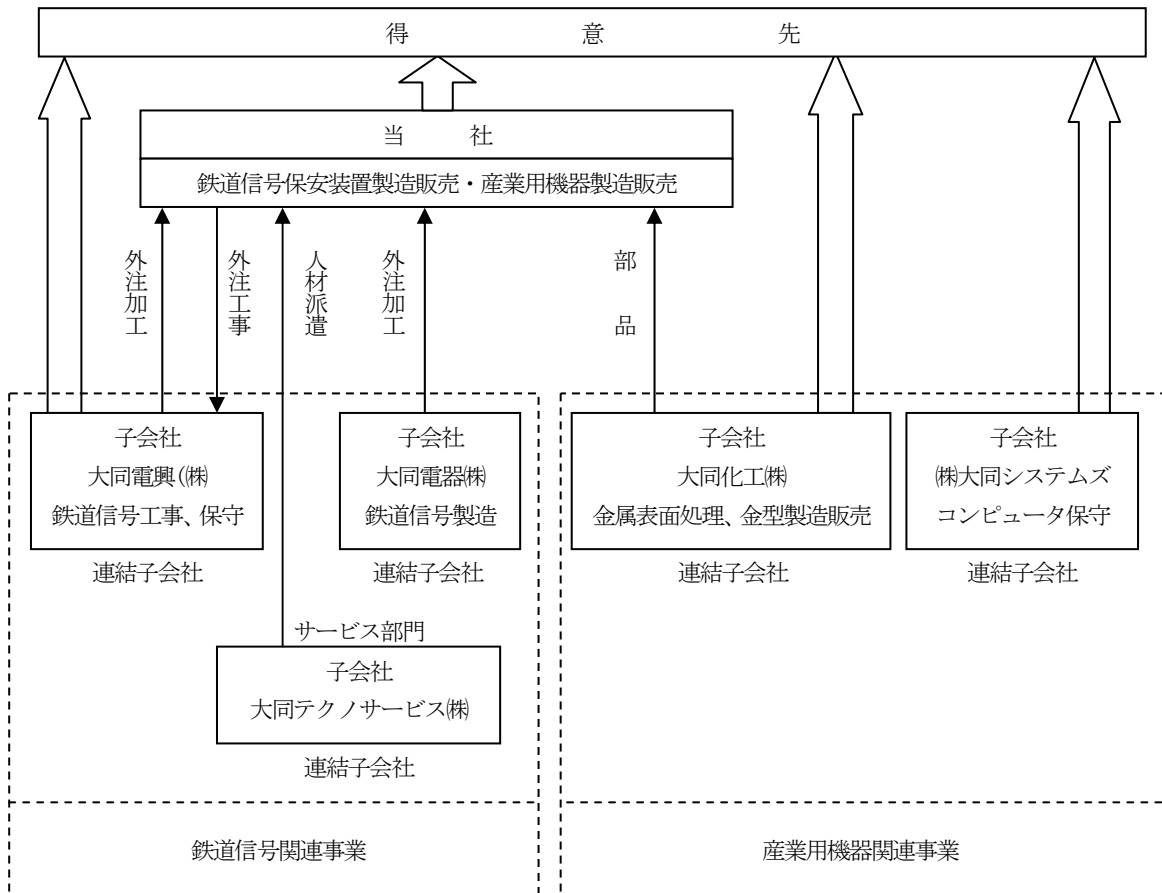 得意先
当社
鉄道信号保安装置製造販売・産業用機器製造販売
外注加工
外注工事
人材派遣
外注加工
部品
子会社
大同電興(㈱
鉄道信号工事、保守
連結子会社
子会社
大同電器㈱
鉄道信号製造
連結子会社
子会社
大同化工㈱
金属表面処理、金型製造販売
連結子会社
子会社
㈱大同システムズ
コンピュータ保守
連結子会社
サービス部門
子会社
大同テクノサービス㈱
連結子会社
鉄道信号関連事業
産業用機器関連事業